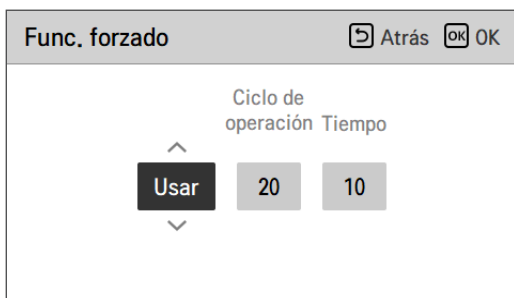 Func. forzado
Atrás OK OK
Ciclo de
operación Tiempo
Usar 20 10